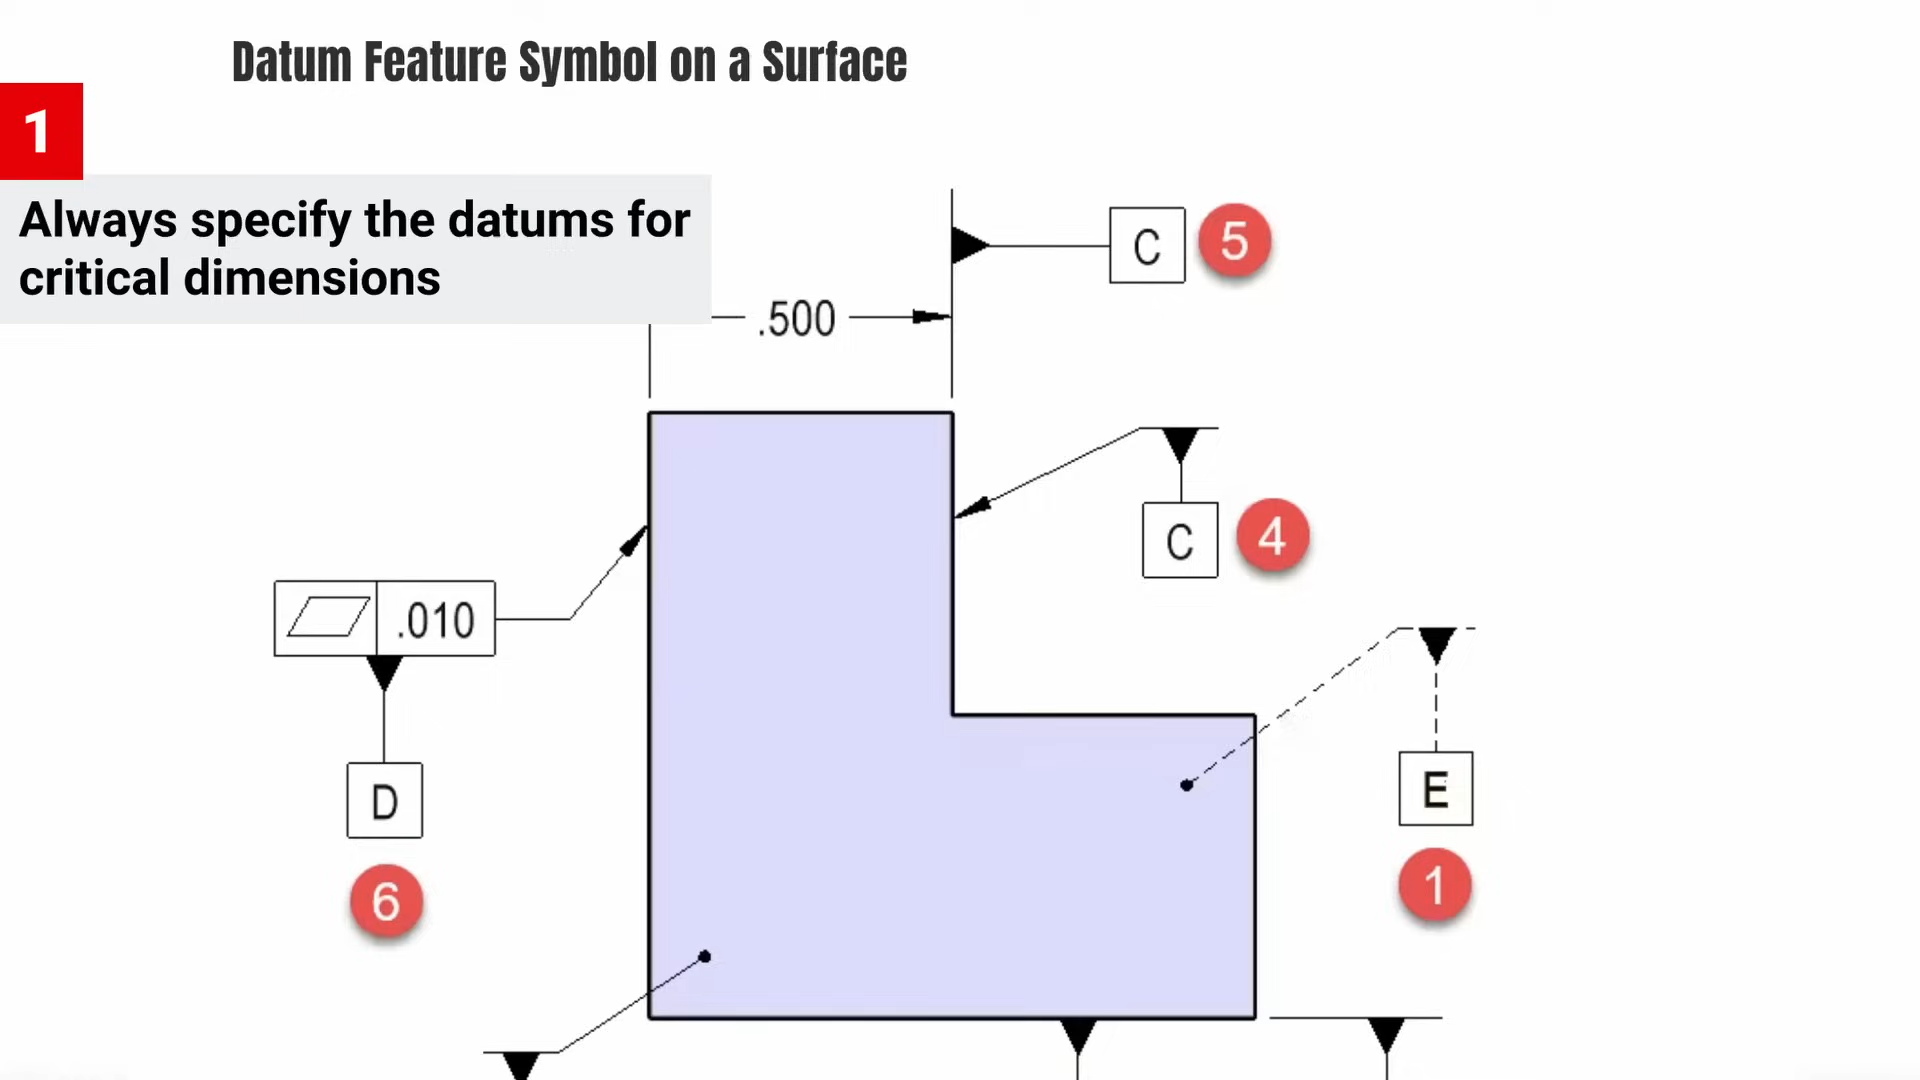 Datum Feature Symbol on a Surface
1
Always specify the datums for
critical dimensions
C
5
.500
C
4
.010
D
6
E
1